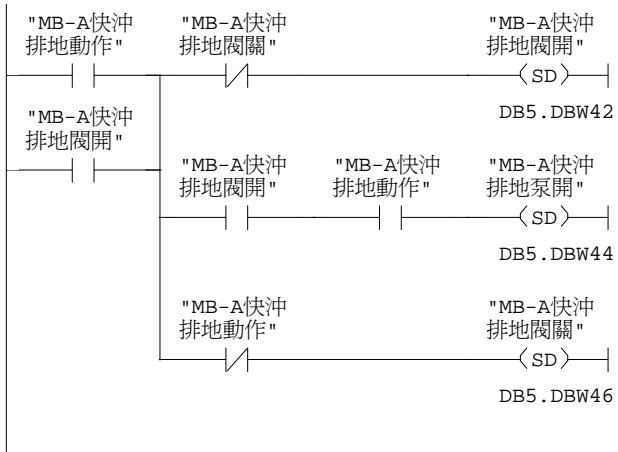 "MB-A快沖
排地動作"
"MB-A快沖
排地閥關"
"MB-A快沖
排地閥開"
SD
DB5.DBW42
"MB-A快沖
排地閥開"
"MB-A快沖
排地閥開"
"MB-A快沖
排地動作"
"MB-A快沖
排地泵開"
SD
DB5.DBW44
"MB-A快沖
排地動作"
"MB-A快沖
排地閥關"
SD
DB5.DBW46